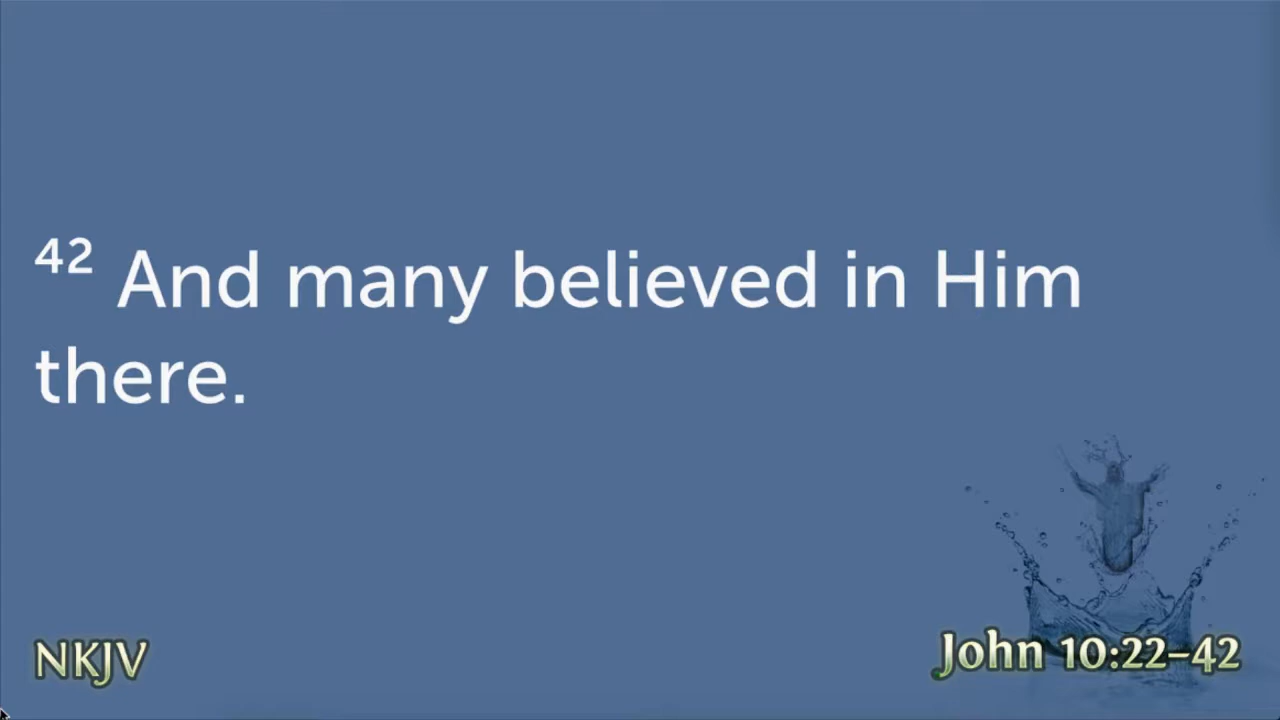 42 And many believed in Him
there.
NKJV
John 10:22–42